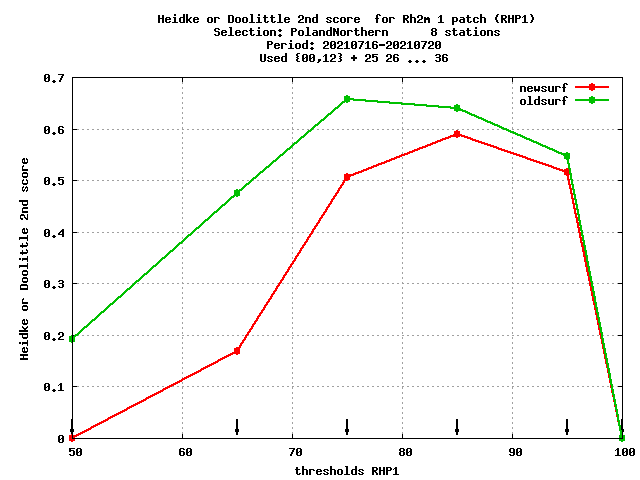 Heidke or Doolittle 2nd score  for Rh2m 1 patch (RHP1)
Selection: PolandNorthern      8 stations
Period: 20210716-20210720
Used {00,12} + 25 26 ... 36
newsurf
oldsurf
0.7
0.6
0.5
0.4
0.3
0.2
0.1
0
Heidke or Doolittle 2nd score
50 60 70 80 90 100
thresholds RHP1